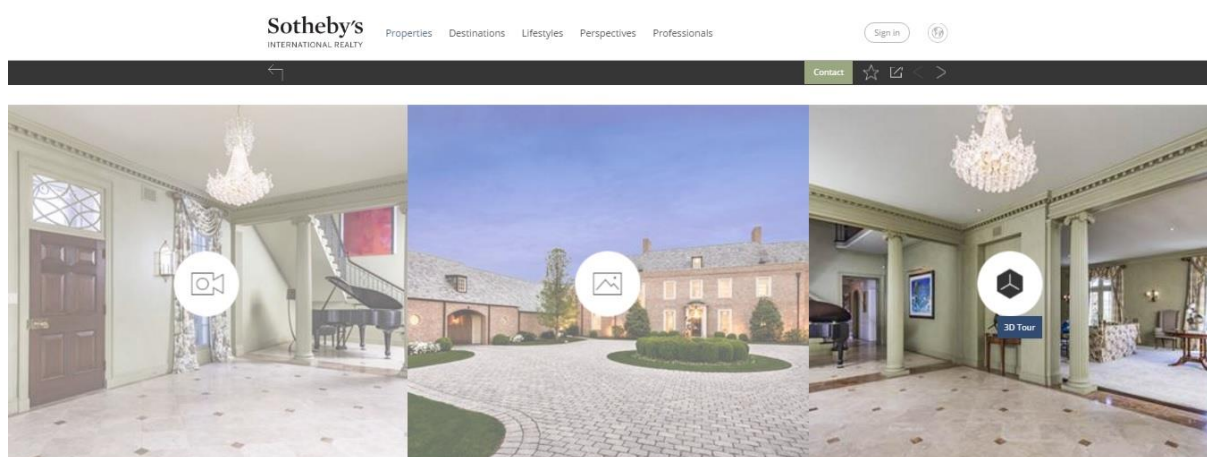 Sotheby's
INTERNATIONAL REALTY
Properties Destinations Lifestyles Perspectives Professionals
Sign in
Contact
3D Tour